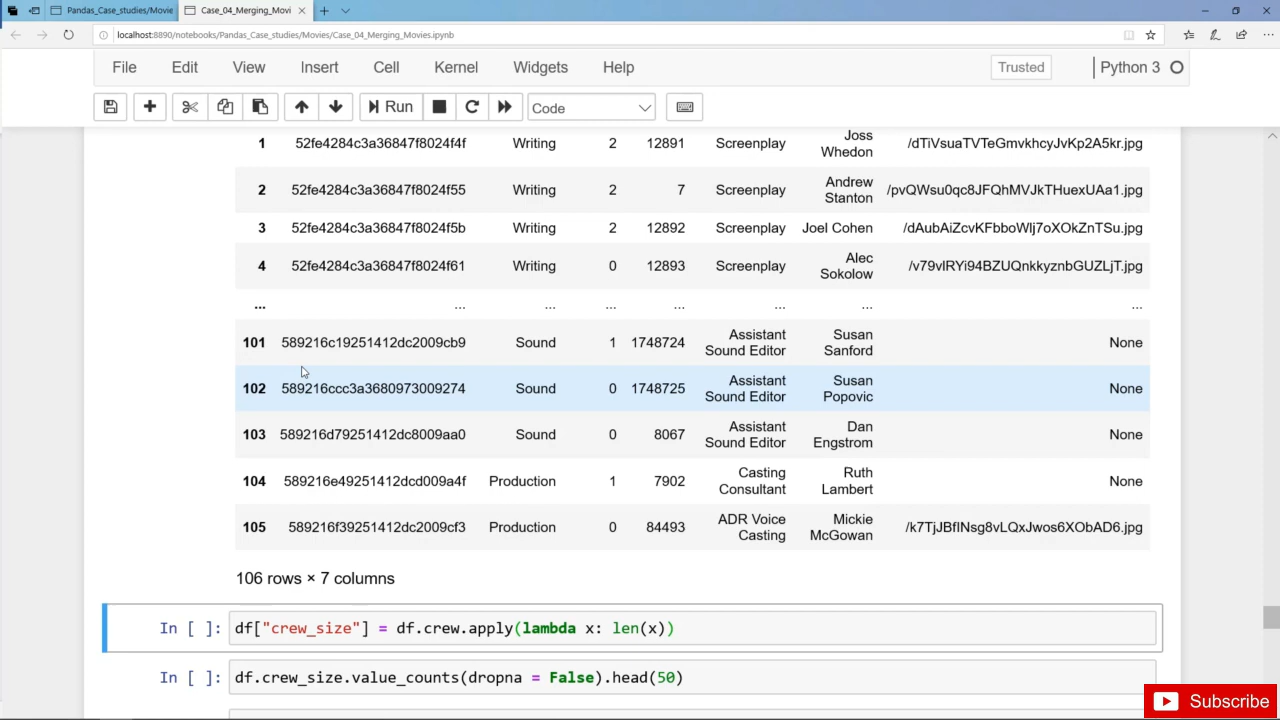 Pandas_Case_studies/Movie
Case_04_Merging_Movi
localhost:8890/notebooks/Pandas_Case_studies/Movies/Case_04_Merging_Movies.ipynb
File Edit View Insert Cell Kernel Widgets Help Trusted Python 3
Run Code
1 52fe4284c3a36847f8024f4f Writing 2 12891 Screenplay Joss Whedon /dTiVsuaTVTeGmvkhcyJvKp2A5kr.jpg
2 52fe4284c3a36847f8024f55 Writing 2 7 Screenplay Andrew Stanton /pvQWsu0qc8JFQhMVJkTHuexUAa1.jpg
3 52fe4284c3a36847f8024f5b Writing 2 12892 Screenplay Joel Cohen /dAubAiZcvKFbboWlj7oXOkZnTSu.jpg
4 52fe4284c3a36847f8024f61 Writing 0 12893 Screenplay Alec Sokolow /v79vlRYi94BZUQnkkyznbGUZLjT.jpg
... ... ... ... ... ... ... ...
101 589216c19251412dc2009cb9 Sound 1 1748724 Assistant Sound Editor Susan Sanford None
102 589216ccc3a3680973009274 Sound 0 1748725 Assistant Sound Editor Susan Popovic None
103 589216d79251412dc8009aa0 Sound 0 8067 Assistant Sound Editor Dan Engstrom None
104 589216e49251412dcd009a4f Production 1 7902 Casting Consultant Ruth Lambert None
105 589216f39251412dc2009cf3 Production 0 84493 ADR Voice Casting Mickie McGowan /k7TjJBfINsg8vLQxJwos6XObAD6.jpg
106 rows × 7 columns
In [ ]: df["crew_size"] = df.crew.apply(lambda x: len(x))
In [ ]: df.crew_size.value_counts(dropna = False).head(50)
Subscribe